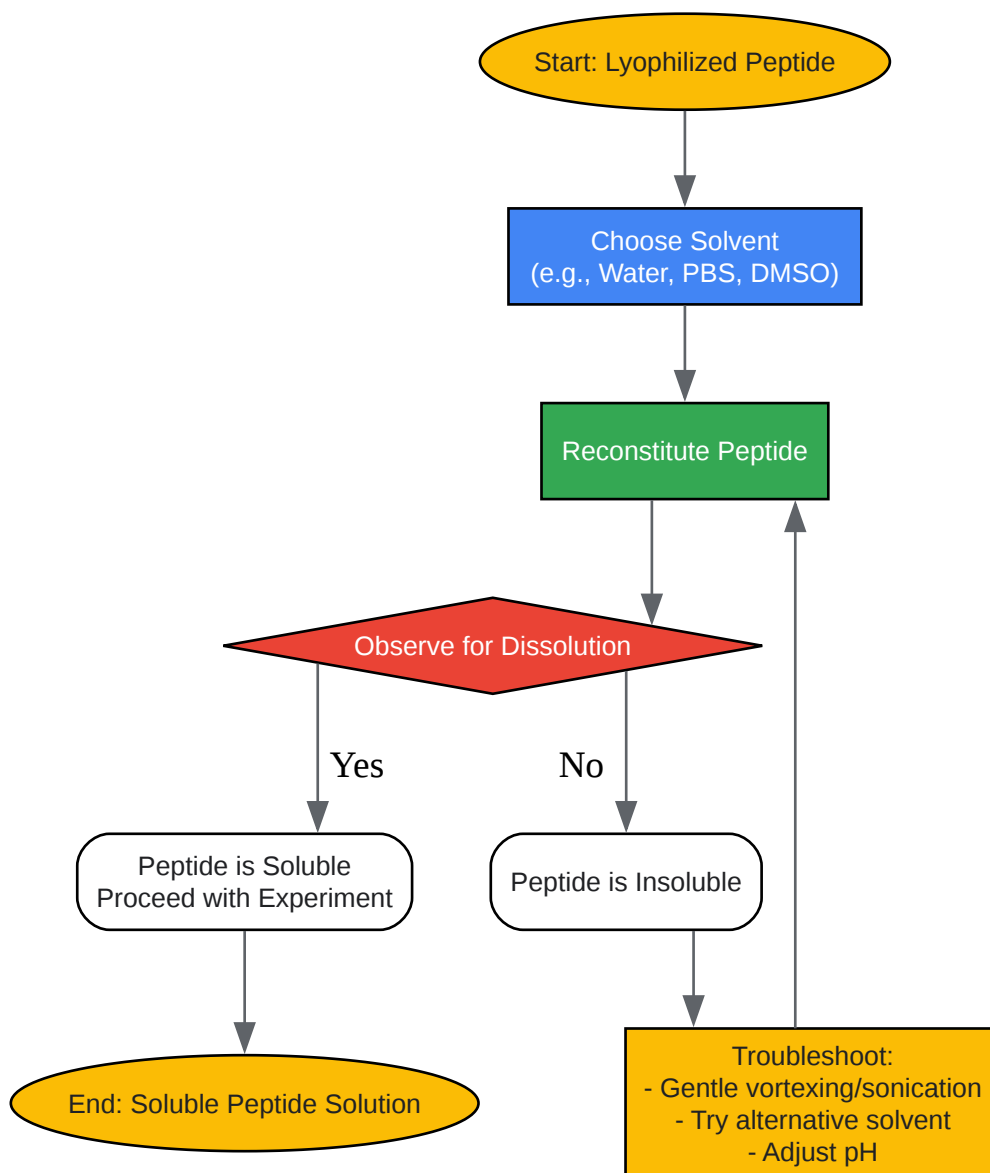 Start: Lyophilized Peptide
Choose Solvent
(e.g., Water, PBS, DMSO)
Reconstitute Peptide
Observe for Dissolution
Yes
No
Peptide is Soluble
Proceed with Experiment
Peptide is Insoluble
End: Soluble Peptide Solution
Troubleshoot:
- Gentle vortexing/sonication
- Try alternative solvent
- Adjust pH